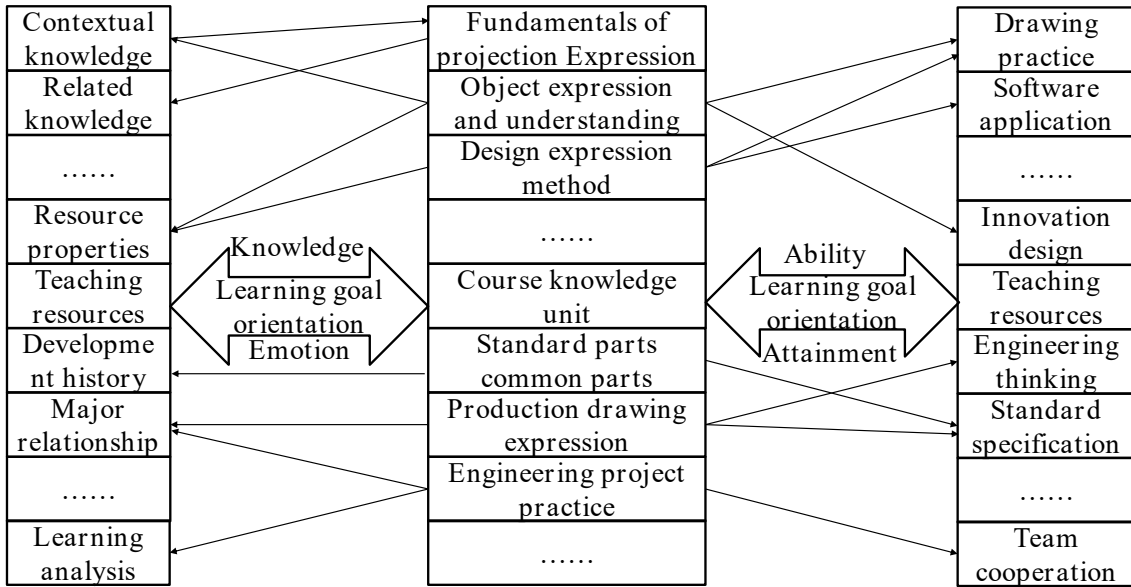 Contextual
knowledge
Related
knowledge
……
Resource
properties
Teaching
resources
Developme
nt history
Major
relationship
……
Learning
analysis
Knowledge
Learning goal
orientation
Emotion
Fundamentals of
projection Expression
Object expression
and understanding
Design expression
method
……
Course knowledge
unit
Standard parts
common parts
Production drawing
expression
Engineering project
practice
……
Ability
Learning goal
orientation
Attainment
Drawing
practice
Software
application
……
Innovation
design
Teaching
resources
Engineering
thinking
Standard
specification
……
Team
cooperation